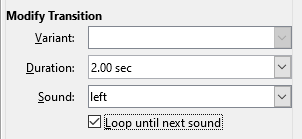 Modify Transition
Variant:
Duration: 2.00 sec
Sound: left
Loop until next sound